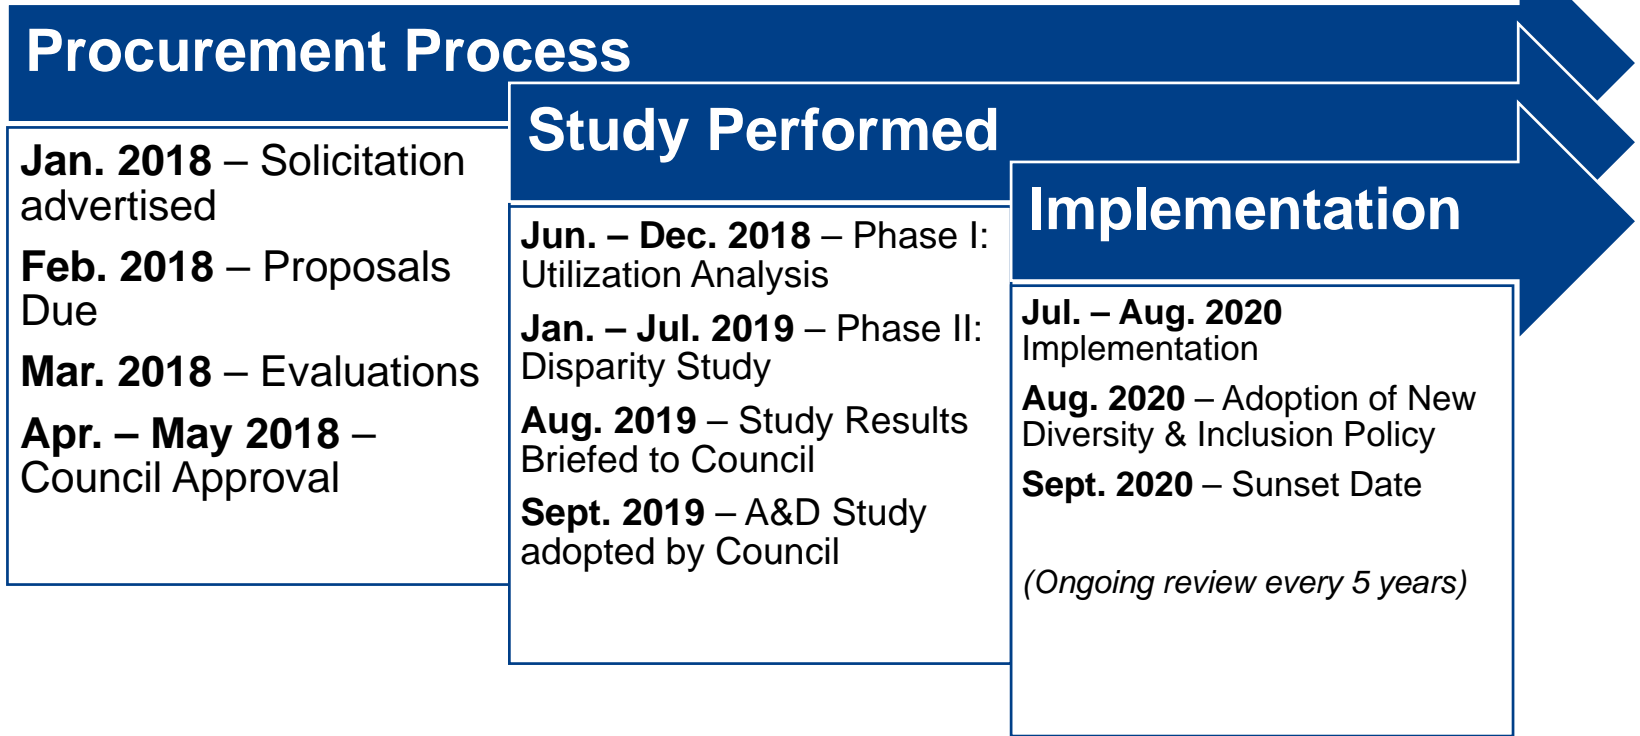 Procurement Process
Jan. 2018 – Solicitation
advertised
Feb. 2018 – Proposals
Due
Mar. 2018 – Evaluations
Apr. – May 2018 –
Council Approval
Study Performed
Jun. – Dec. 2018 – Phase I:
Utilization Analysis
Jan. – Jul. 2019 – Phase II:
Disparity Study
Aug. 2019 – Study Results
Briefed to Council
Sept. 2019 – A&D Study
adopted by Council
Implementation
Jul. – Aug. 2020
Implementation
Aug. 2020 – Adoption of New
Diversity & Inclusion Policy
Sept. 2020 – Sunset Date
(Ongoing review every 5 years)